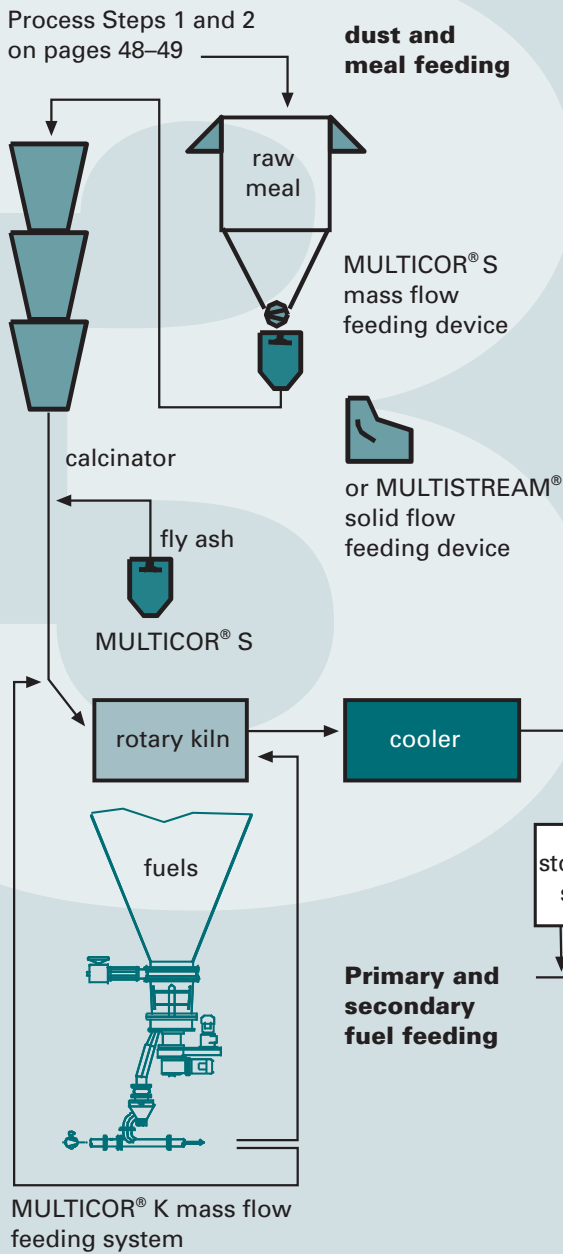 Process Steps 1 and 2
on pages 48–49
dust and
meal feeding
raw
meal
MULTICOR® S
mass flow
feeding device
or MULTISTREAM®
solid flow
feeding device
calcinator
fly ash
MULTICOR® S
rotary kiln
cooler
fuels
sto
s
Primary and
secondary
fuel feeding
MULTICOR® K mass flow
feeding system